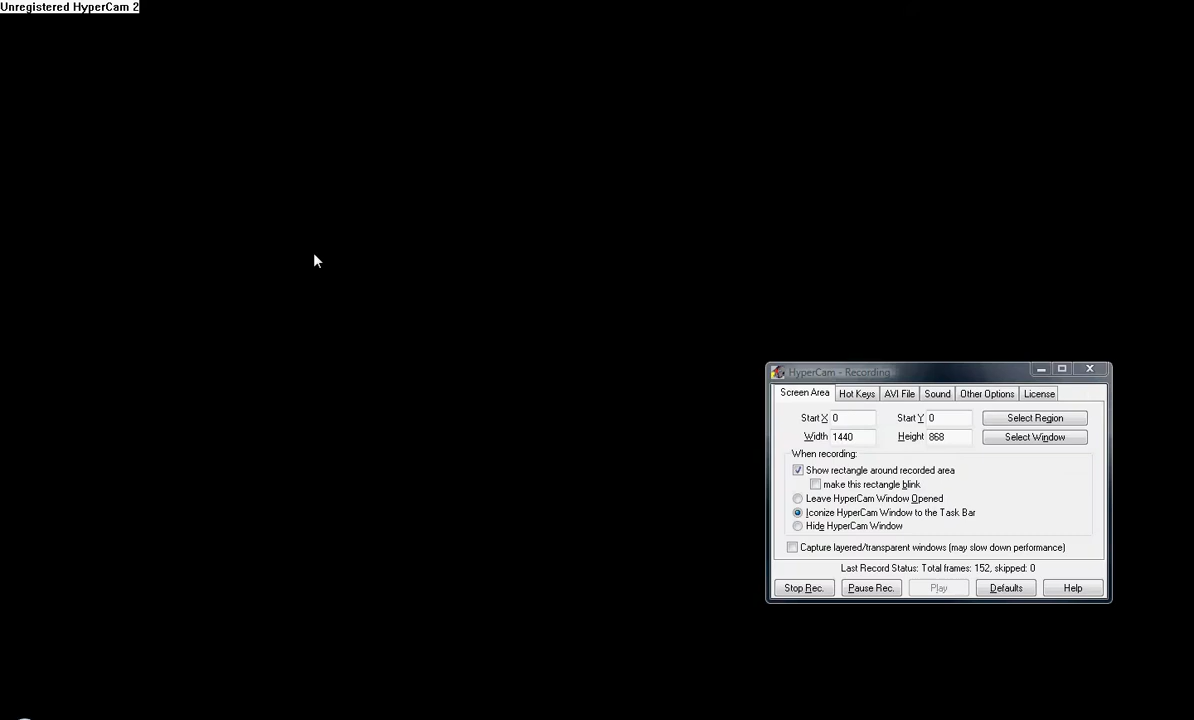 Unregistered HyperCam 2
HyperCam - Recording
Screen Area Hot Keys AVI File Sound Other Options License
Start X 0 Start Y 0 Select Region
Width 1440 Height 868 Select Window
When recording:
Show rectangle around recorded area
make this rectangle blink
Leave HyperCam Window Opened
Iconize HyperCam Window to the Task Bar
Hide HyperCam Window
Capture layered/transparent windows (may slow down performance)
Last Record Status: Total frames: 152, skipped: 0
Stop Rec. Pause Rec. Play Defaults Help